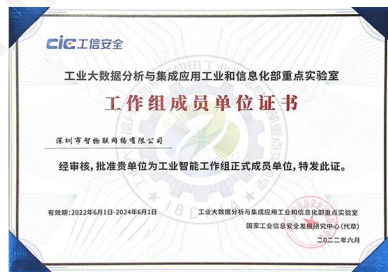 CIC工信安全
工业大数据分析与集成应用工业和信息化部重点实验室
工作组成员单位证书
深圳市智物联网络有限公司
经审核,批准贵单位为工业智能工作组正式成员单位,特发此证。
有效期:2022年6月1日-2024年6月1日
工业大数据分析与集成应用工业和信息化部重点实验室
国家工业信息安全发展研究中心(代章)
二〇二二年六月